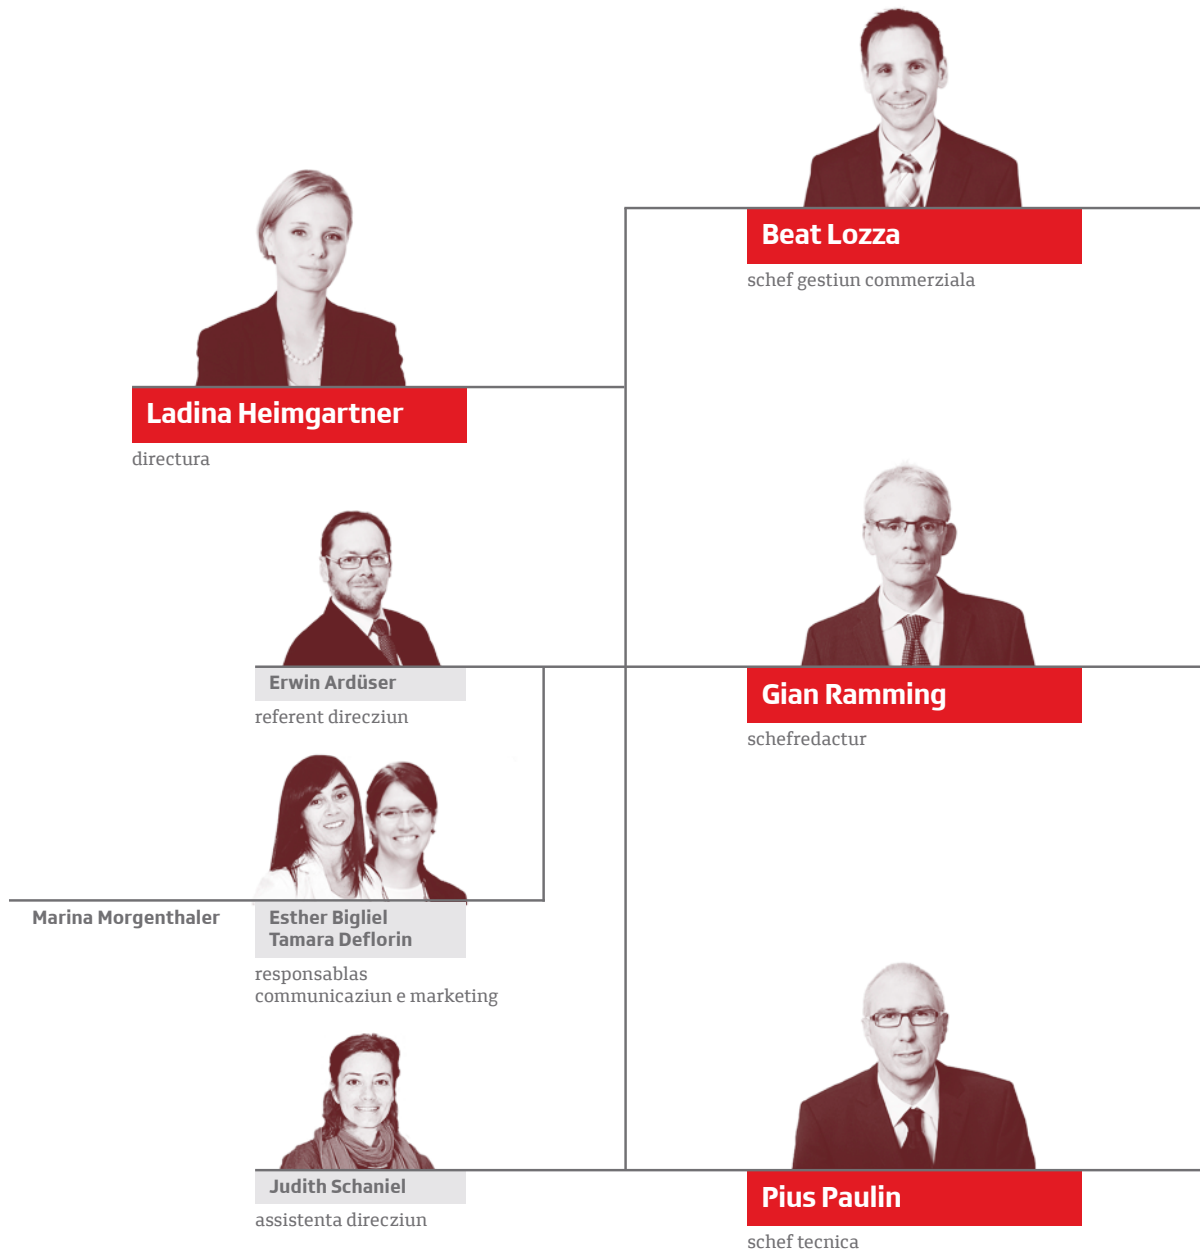 Beat Lozza
schef gestiun commerziala
Ladina Heimgartner
directura
Erwin Ardüser
referent direcziun
Gian Ramming
schefredactur
Marina Morgenthaler
Esther Bigliel
Tamara Deflorin
responsablas
communicaziun e marketing
Judith Schaniel
assistenta direcziun
Pius Paulin
schef tecnica